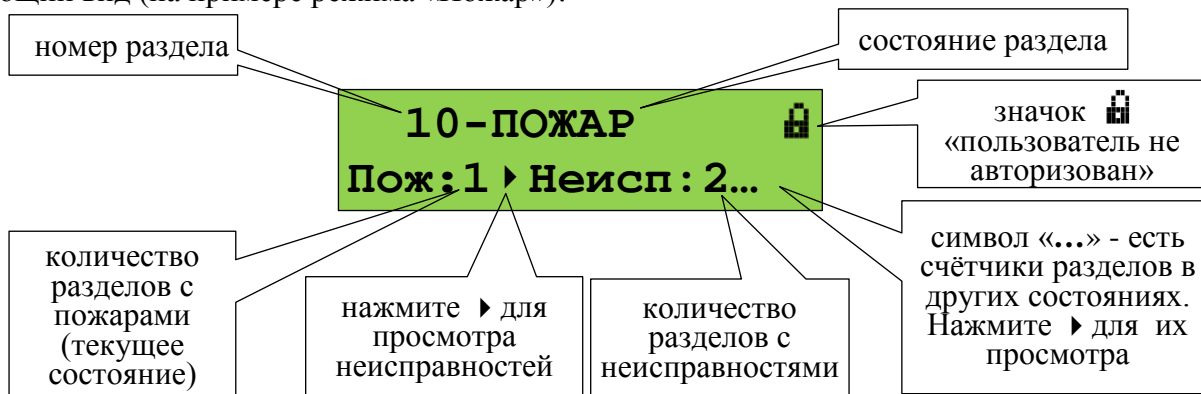 ощий вид (на примере режима «Пожар»):
номер раздела
состояние раздела
10-ПОЖАР
Пож:1 ▶ Неисп:2…
значок
«пользователь не
авторизован»
количество
разделов с
пожарами
(текущее
состояние)
нажмите ▶ для
просмотра
неисправностей
количество
разделов с
неисправностями
символ «...» - есть
счётчики разделов в
других состояниях.
Нажмите ▶ для их
просмотра